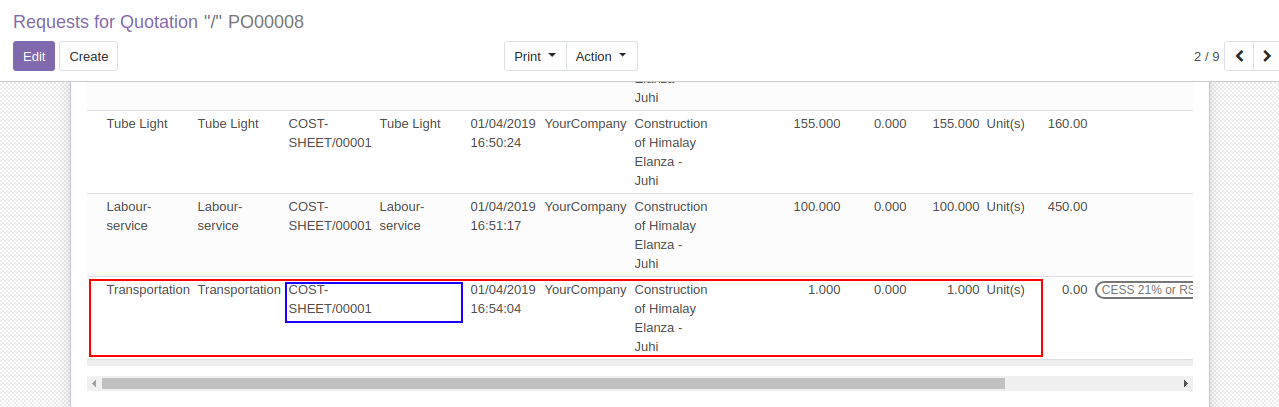 Requests for Quotation "/" PO00008
Edit Create Print Action 2 / 9
Juhi
Tube Light Tube Light COST- Tube Light 01/04/2019 YourCompany Construction 155.000 0.000 155.000 Unit(s) 160.00
SHEET/00001 16:50:24 of Himalay
Elanza -
Juhi
Labour- Labour- COST- Labour- 01/04/2019 YourCompany Construction 100.000 0.000 100.000 Unit(s) 450.00
service service SHEET/00001 service 16:51:17 of Himalay
Elanza -
Juhi
Transportation Transportation COST- 01/04/2019 YourCompany Construction 1.000 0.000 1.000 Unit(s) 0.00 CESS 21% or RS
SHEET/00001 16:54:04 of Himalay
Elanza -
Juhi